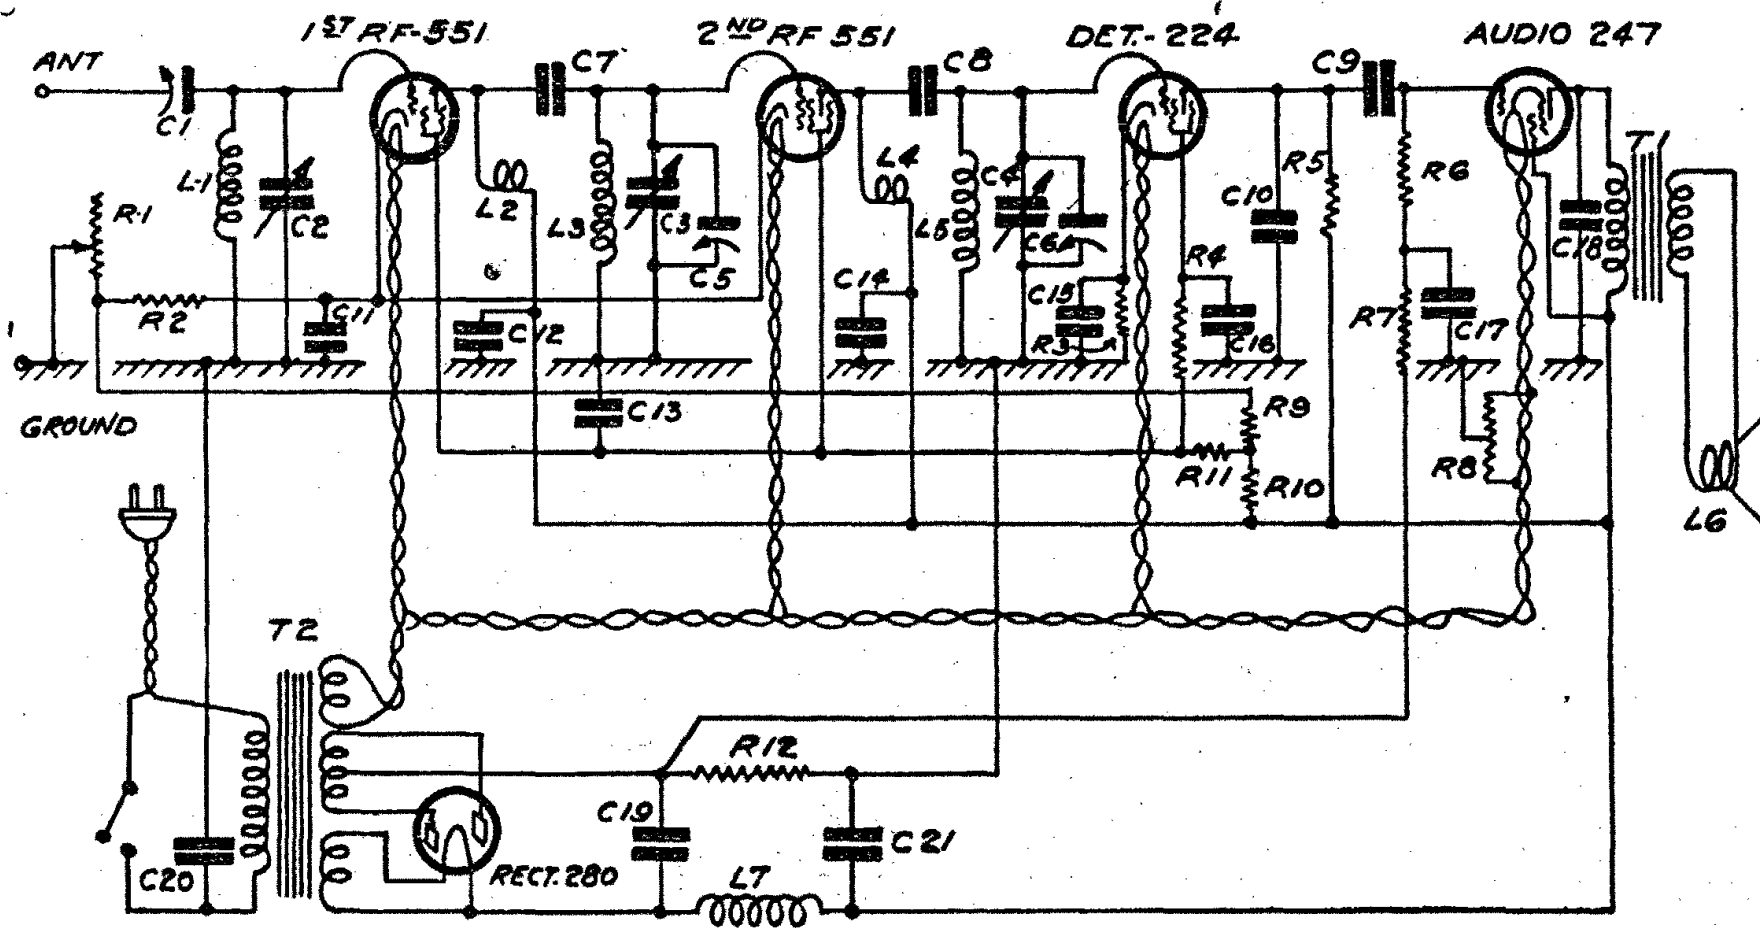 1ST RF-551
2ND RF 551
DET.- 224
AUDIO 247
ANT
C1
C7
C8
C9
L-1
C2
L2
L3
C3
C5
L4
L5
C4
C6
C10
R5
R6
C18
T1
R-1
R2
C11
C12
C14
C15
R3
R4
C16
R7
C17
GROUND
C13
R9
R11
R10
R8
L6
T2
R12
C19
C21
C20
RECT. 280
L7